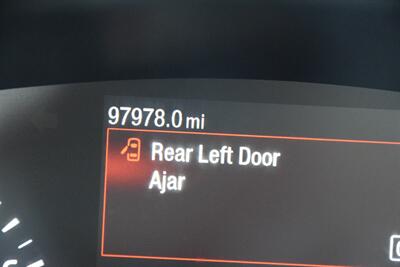 97978.0 mi
Rear Left Door
Ajar